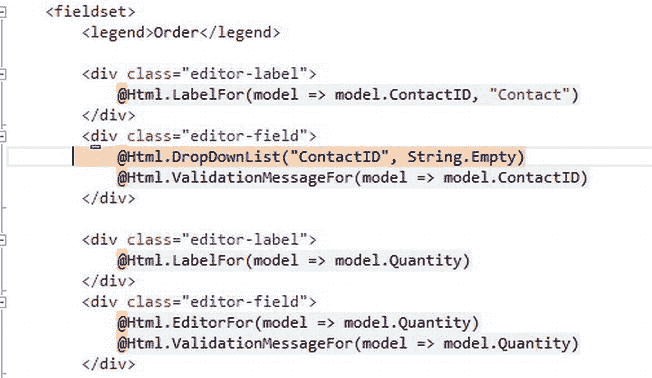 <fieldset>
<legend>Order</legend>
<div class="editor-label">
@Html.LabelFor(model => model.ContactID, "Contact")
</div>
<div class="editor-field">
@Html.DropDownList("ContactID", String.Empty)
@Html.ValidationMessageFor(model => model.ContactID)
</div>
<div class="editor-label">
@Html.LabelFor(model => model.Quantity)
</div>
<div class="editor-field">
@Html.EditorFor(model => model.Quantity)
@Html.ValidationMessageFor(model => model.Quantity)
</div>